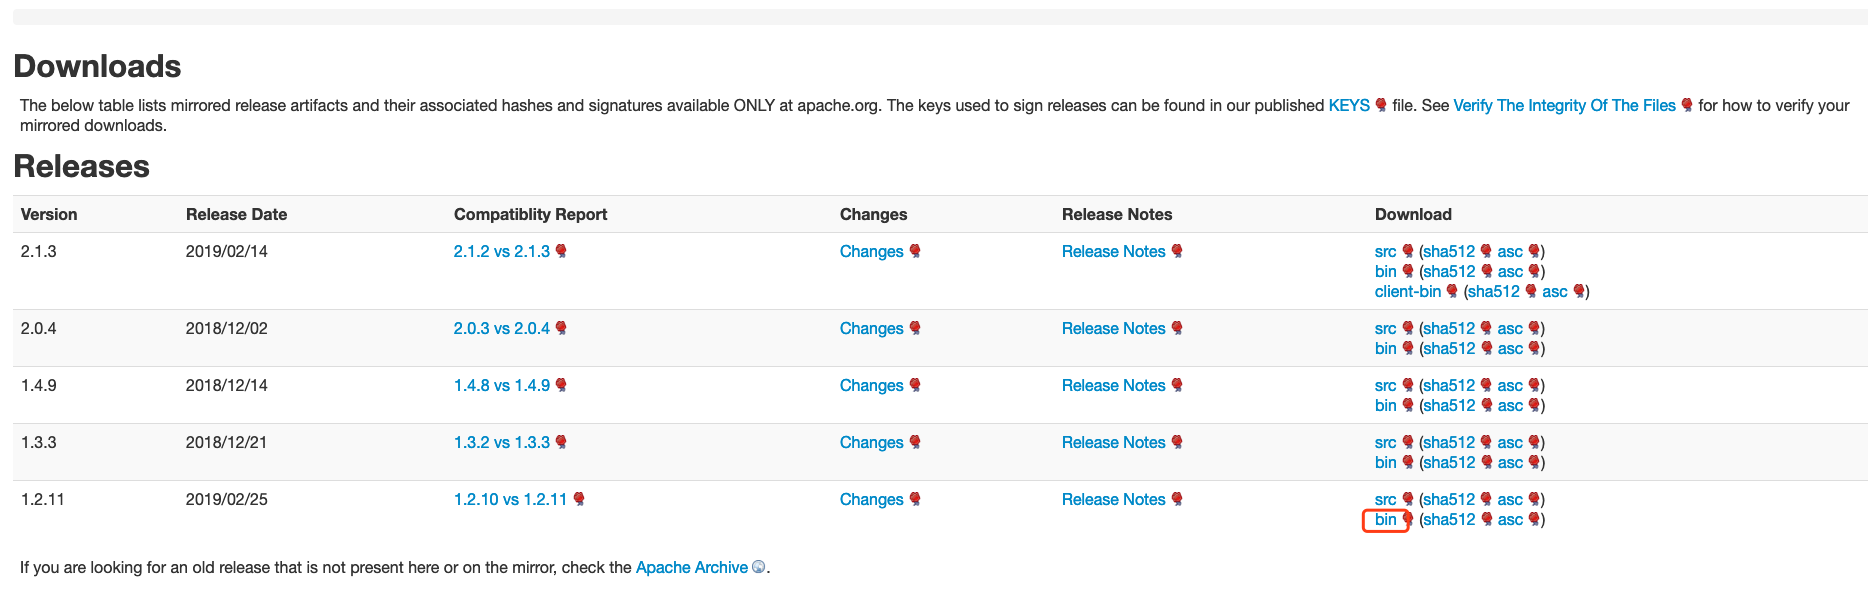 Downloads
The below table lists mirrored release artifacts and their associated hashes and signatures available ONLY at apache.org. The keys used to sign releases can be found in our published KEYS file. See Verify The Integrity Of The Files for how to verify your
mirrored downloads.
Releases
Version Release Date Compatiblity Report Changes Release Notes Download
2.1.3 2019/02/14 2.1.2 vs 2.1.3 Changes Release Notes src (sha512 asc)
bin (sha512 asc)
client-bin (sha512 asc)
2.0.4 2018/12/02 2.0.3 vs 2.0.4 Changes Release Notes src (sha512 asc)
bin (sha512 asc)
1.4.9 2018/12/14 1.4.8 vs 1.4.9 Changes Release Notes src (sha512 asc)
bin (sha512 asc)
1.3.3 2018/12/21 1.3.2 vs 1.3.3 Changes Release Notes src (sha512 asc)
bin (sha512 asc)
1.2.11 2019/02/25 1.2.10 vs 1.2.11 Changes Release Notes src (sha512 asc)
bin (sha512 asc)
If you are looking for an old release that is not present here or on the mirror, check the Apache Archive.